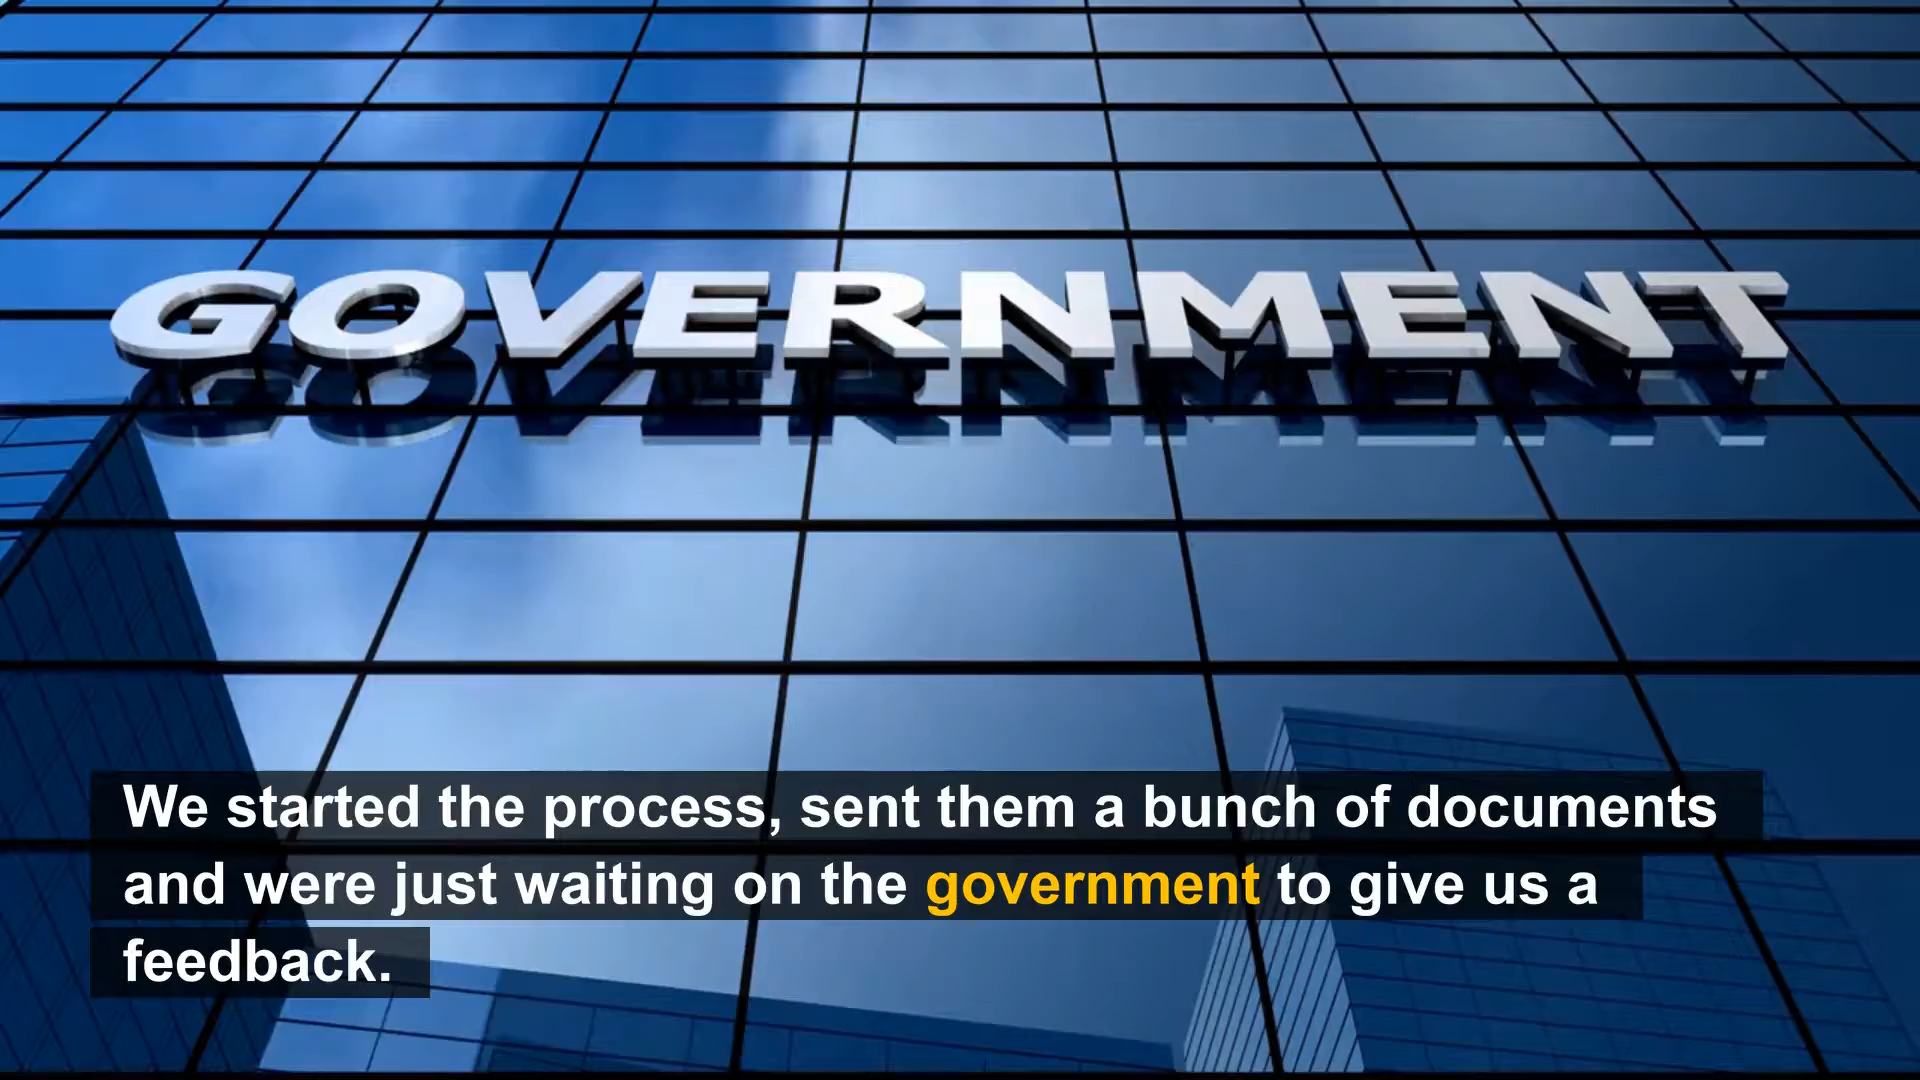 GOVERNMENT
We started the process, sent them a bunch of documents
and were just waiting on the government to give us a
feedback.